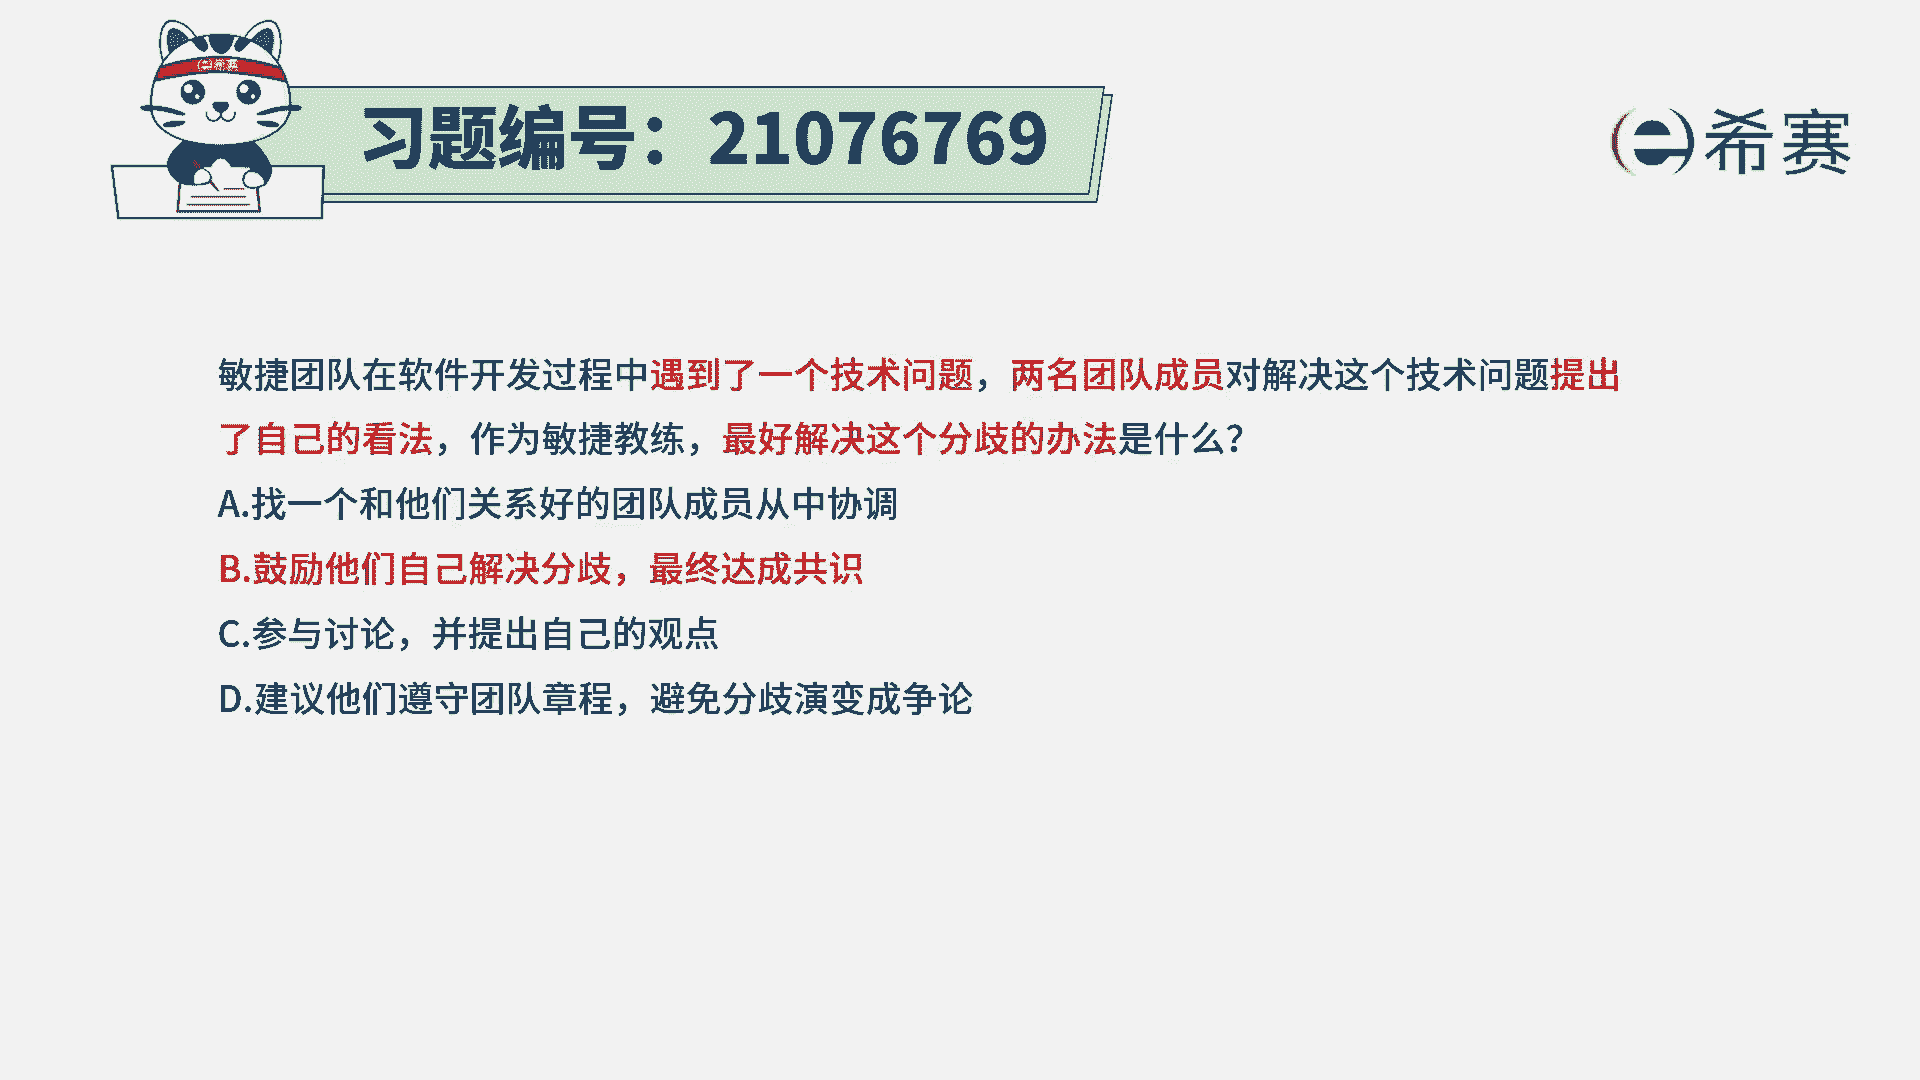 e希赛
习题编号：21076769
e希赛
敏捷团队在软件开发过程中遇到了一个技术问题，两名团队成员对解决这个技术问题提出
了自己的看法，作为敏捷教练，最好解决这个分歧的办法是什么？
A.找一个和他们关系好的团队成员从中协调
B.鼓励他们自己解决分歧，最终达成共识
C.参与讨论，并提出自己的观点
D.建议他们遵守团队章程，避免分歧演变成争论